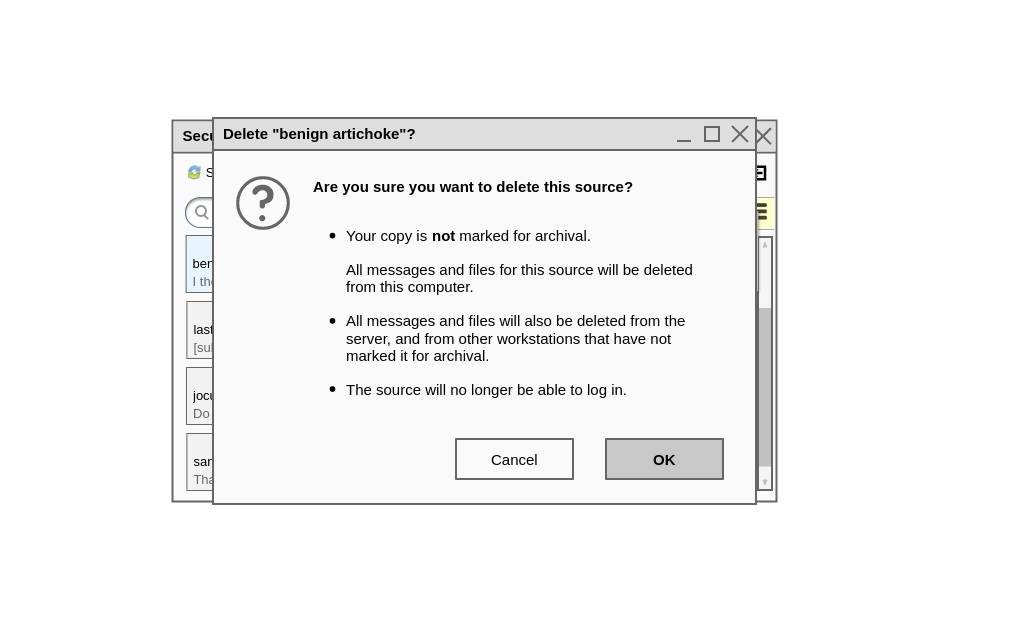 Delete "benign artichoke"?
Are you sure you want to delete this source?
Your copy is not marked for archival.
All messages and files for this source will be deleted
from this computer.
All messages and files will also be deleted from the
server, and from other workstations that have not
marked it for archival.
The source will no longer be able to log in.
Cancel
OK
Secu
S
ben
I the
last
[sul
jocu
Do
san
Tha